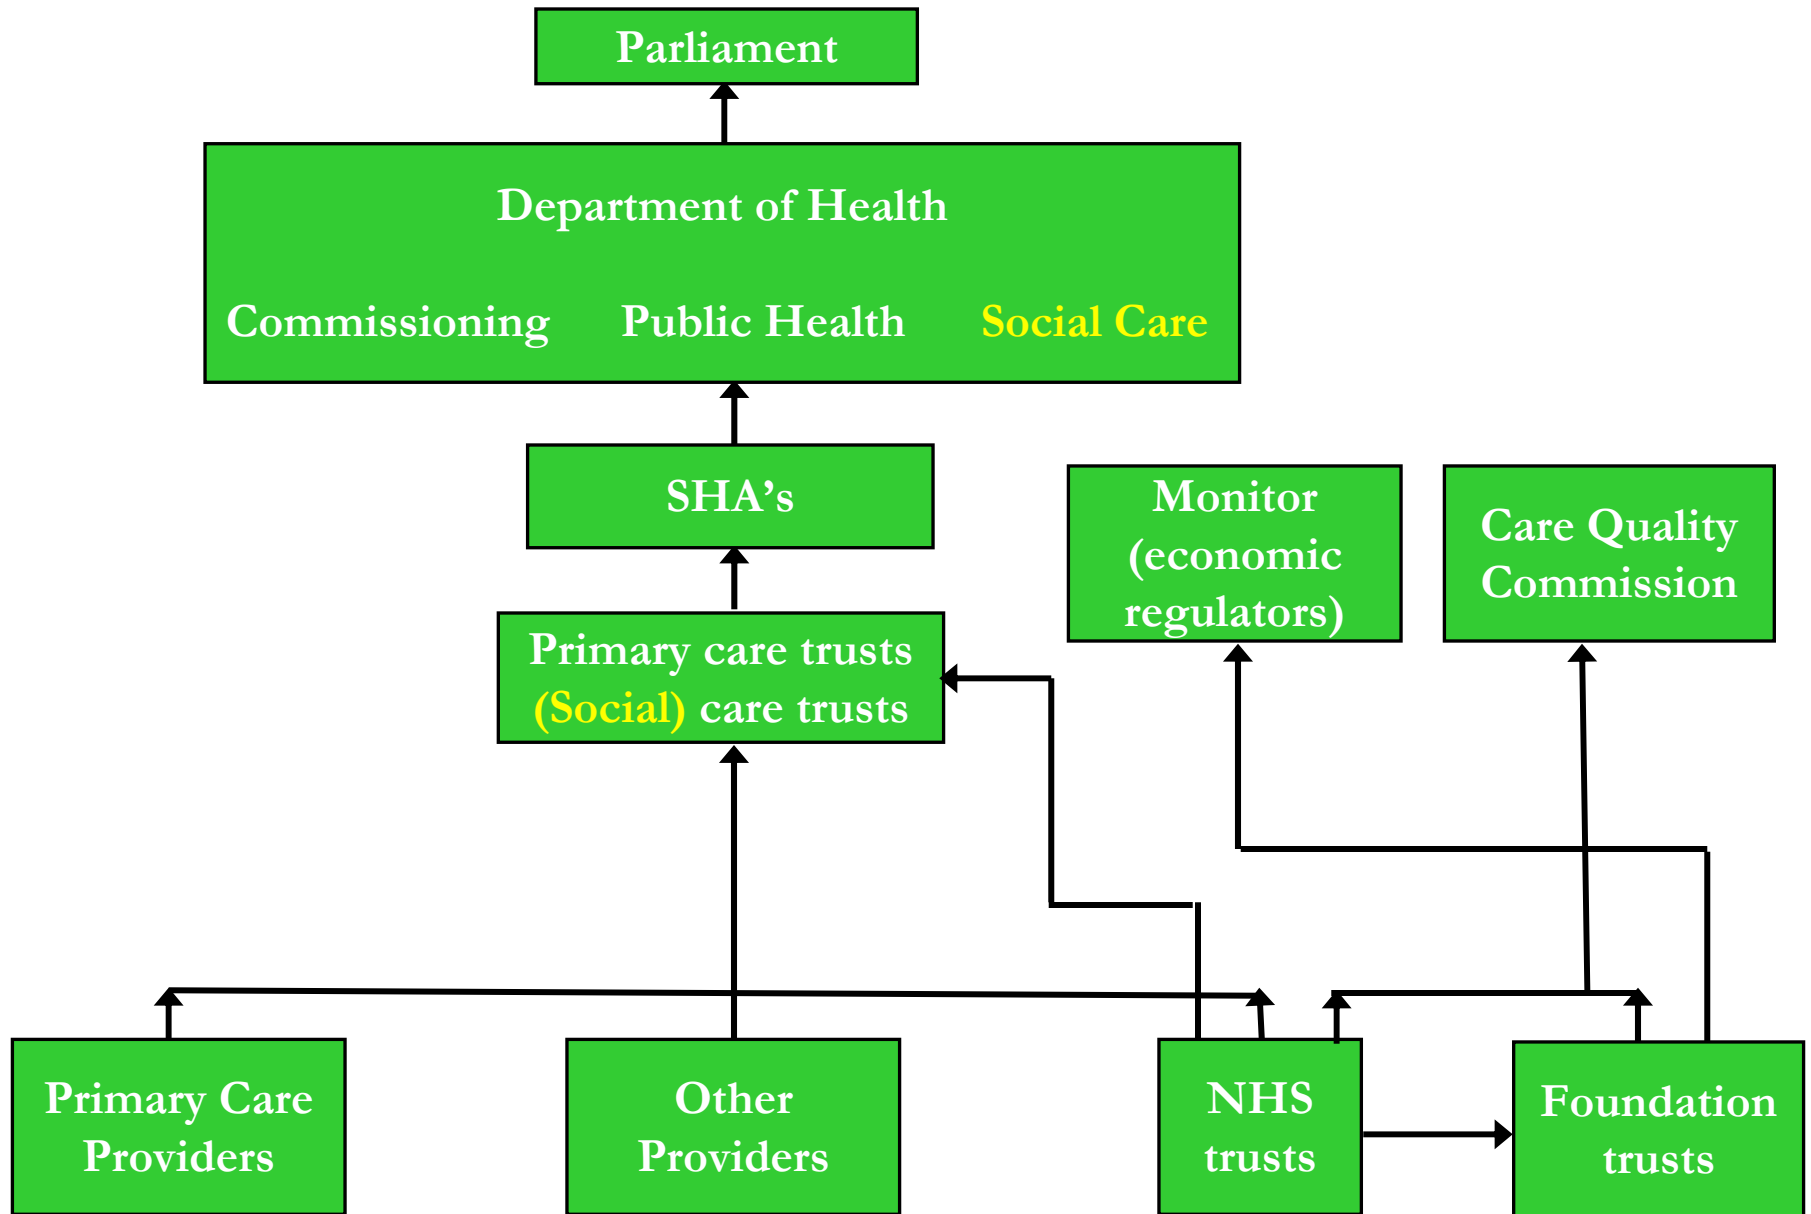 Parliament
Department of Health
Commissioning Public Health Social Care
SHA’s
Monitor
(economic
regulators)
Care Quality
Commission
Primary care trusts
(Social) care trusts
Primary Care
Providers
Other
Providers
NHS
trusts
Foundation
trusts